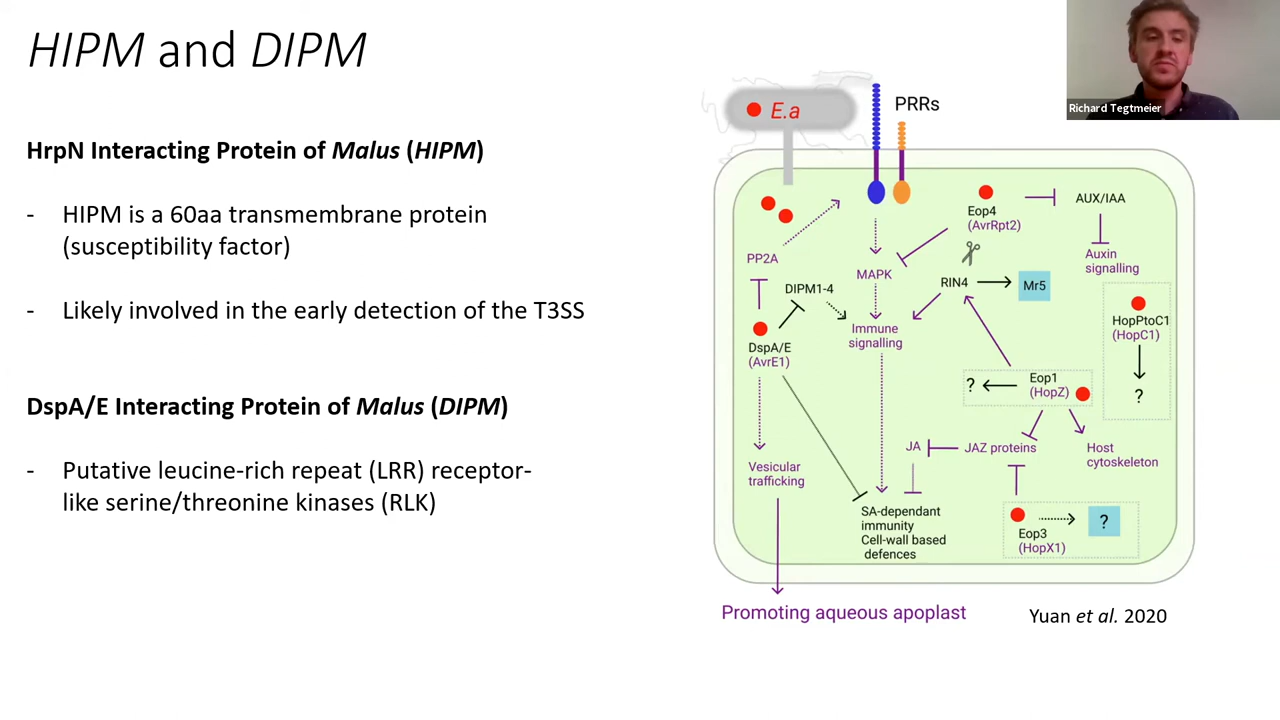 HIPM and DIPM
Richard Tegtmeier
HrpN Interacting Protein of Malus (HIPM)
- HIPM is a 60aa transmembrane protein
(susceptibility factor)
- Likely involved in the early detection of the T3SS
DspA/E Interacting Protein of Malus (DIPM)
- Putative leucine-rich repeat (LRR) receptor-
like serine/threonine kinases (RLK)
E.a
PRRs
Eop4
(AvrRpt2)
AUX/IAA
PP2A
MAPK
Auxin
signalling
DIPM1-4
RIN4
Mr5
Immune
signalling
HopPtoC1
(HopC1)
?
DspA/E
(AvrE1)
?
Eop1
(HopZ)
JA
JAZ proteins
Host
cytoskeleton
Vesicular
trafficking
SA-dependant
immunity
Cell-wall based
defences
Eop3
(HopX1)
?
Promoting aqueous apoplast
Yuan et al. 2020